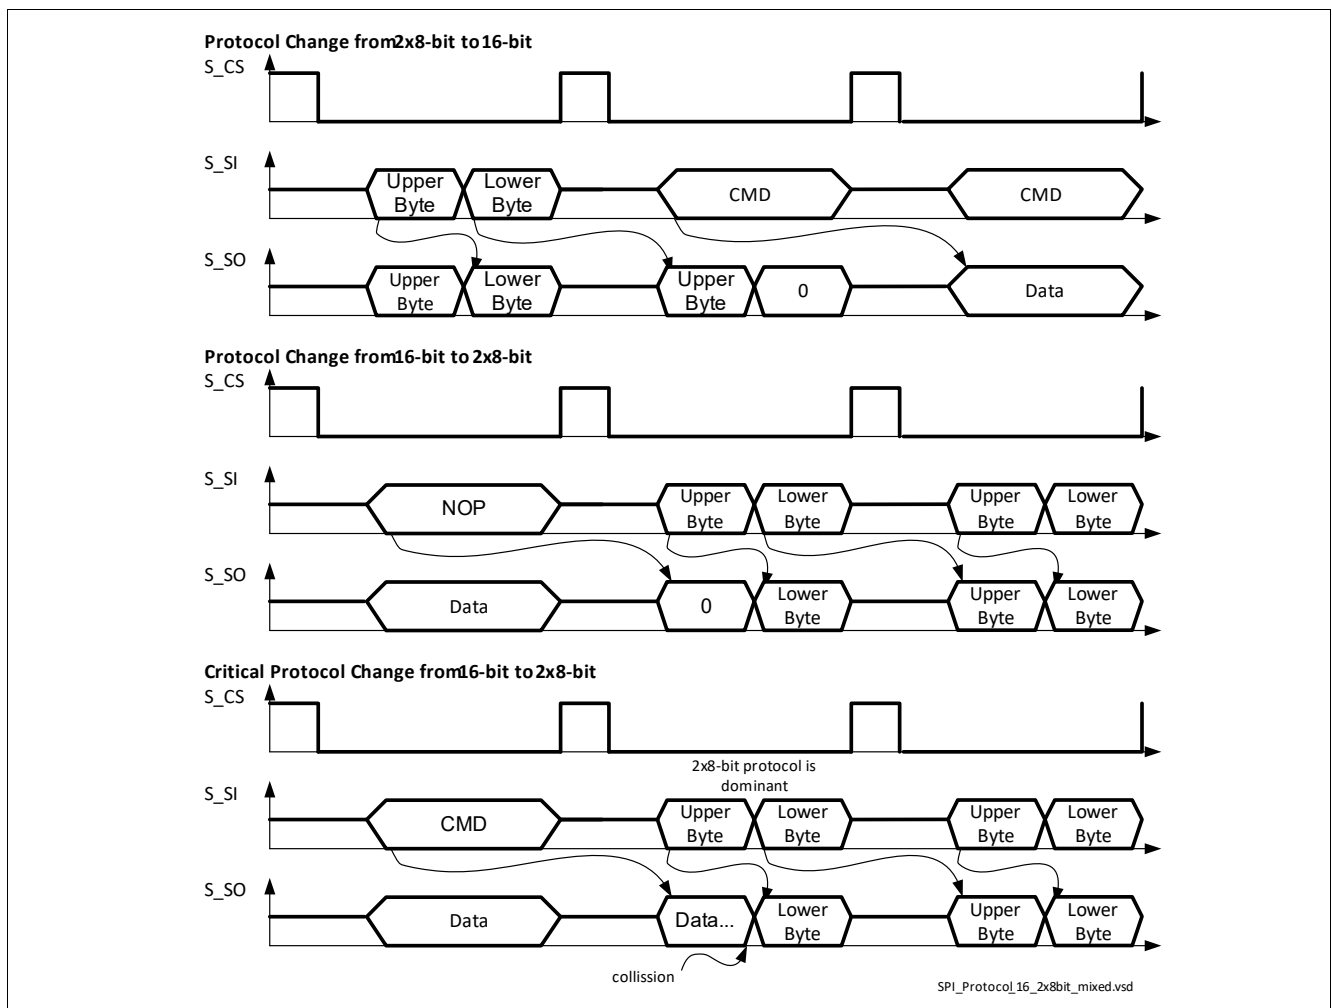 Protocol Change from2x8-bit to16-bit
S_CS
S_SI
Upper
Byte
Lower
Byte
CMD
CMD
S_SO
Upper
Byte
Lower
Byte
Upper
Byte
0
Data
Protocol Change from16-bit to 2x8-bit
S_CS
S_SI
NOP
Upper
Byte
Lower
Byte
Upper
Byte
Lower
Byte
S_SO
Data
0
Lower
Byte
Upper
Byte
Lower
Byte
Critical Protocol Change from16-bit to2x8-bit
S_CS
2x8-bit protocol is
dominant
S_SI
CMD
Upper
Byte
Lower
Byte
Upper
Byte
Lower
Byte
S_SO
Data
Data...
Lower
Byte
Upper
Byte
Lower
Byte
collission
SPI_Protocol_16_2x8bit_mixed.vsd